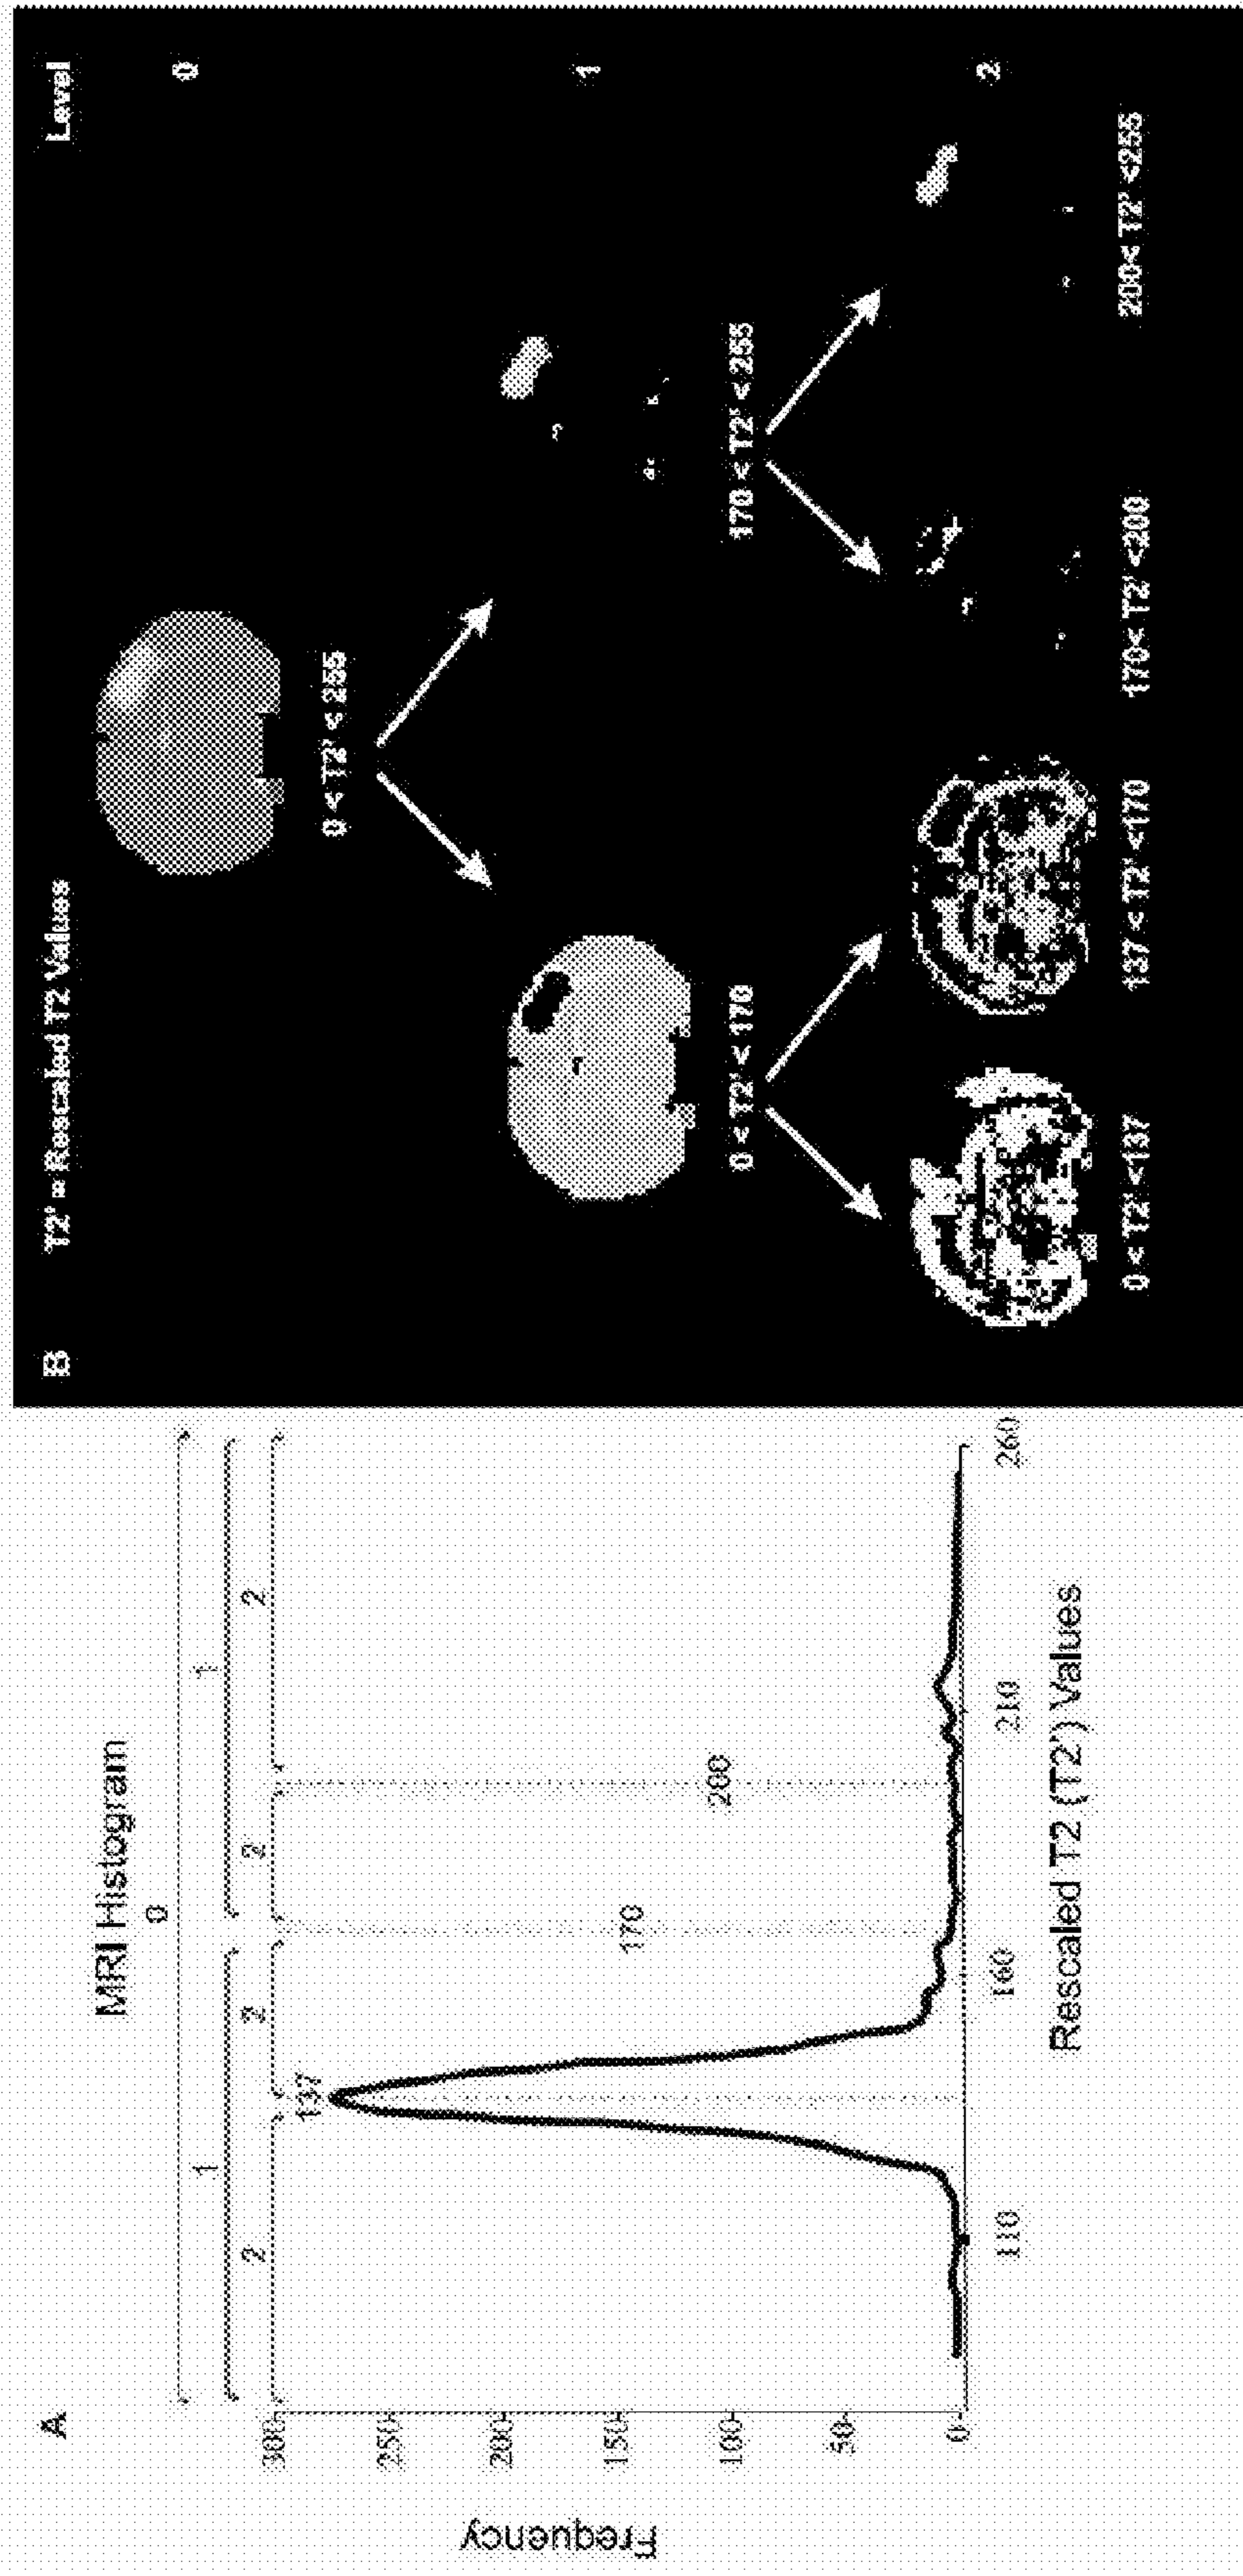 A
MRI Histogram
0
1
1
2
2
2
2
137
170
200
300
250
200
150
100
50
0
Frequency
110
160
210
260
Rescaled T2 (T2') Values
B
T2' = Rescaled T2 Values
Level
0
0 < T2' < 255
1
0 < T2' < 170
170 < T2' < 255
2
0 < T2' <137
137 < T2' <170
170< T2' <200
200< T2' <255